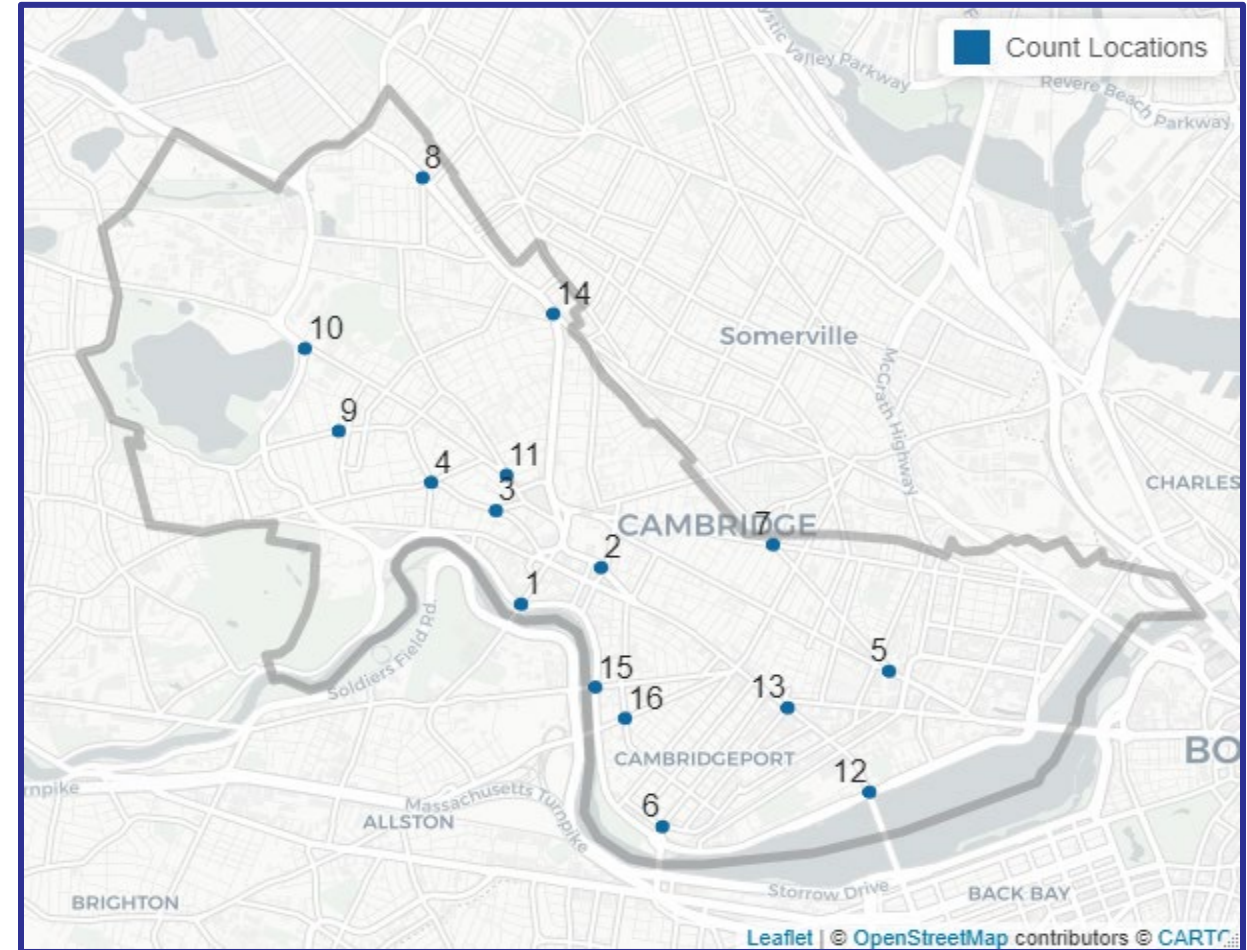 Mystic Valley Parkway
Count Locations
Revere Beach
Parkway
8
14
10
Somerville
McGrath Highway
9
11
4
3
CHARLES
CAMBRIDGE
7
2
1
Soldiers Field Rd.
5
15
13
16
BO
CAMBRIDGEPORT
12
rnpike
Massachusetts Turnpike
6
ALLSTON
Storrow Drive
BACK BAY
BRIGHTON
Leaflet | © OpenStreetMap contributors © CARTO